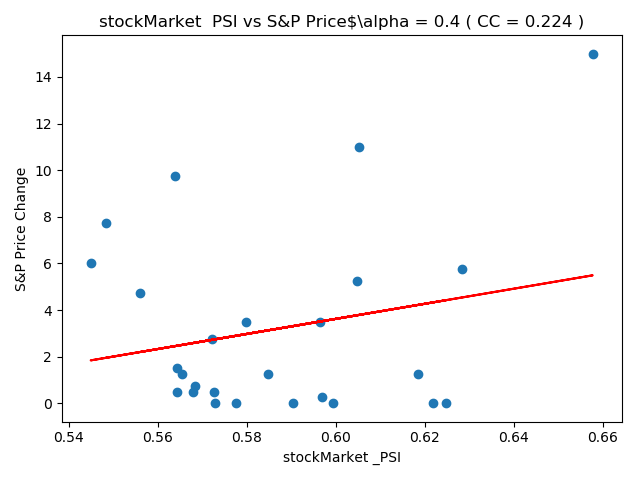 stockMarket  PSI vs S&P Price$\alpha = 0.4 ( CC = 0.224 )
S&P Price Change
14
12
10
8
6
4
2
0
0.54 0.56 0.58 0.60 0.62 0.64 0.66
stockMarket _PSI